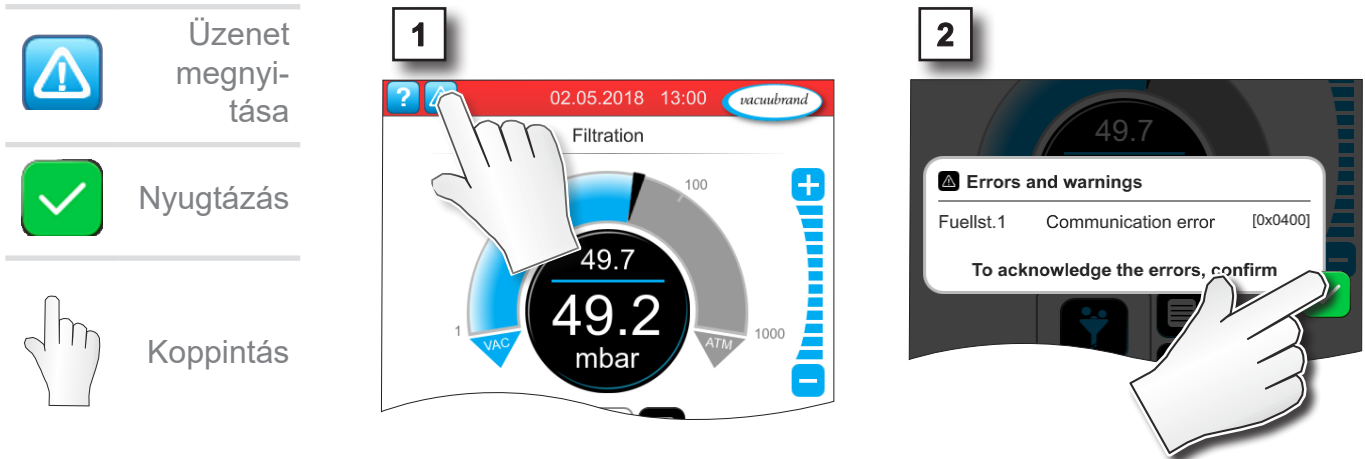 Üzenet
megnyi-
tása
Nyugtázás
Koppintás
1
? 02.05.2018 13:00 vacuubrand
Filtration
100
+
49.7
49.2
mbar
1
VAC
ATM
1000
−
2
49.7
Errors and warnings
Fuellst.1 Communication error [0x0400]
To acknowledge the errors, confirm